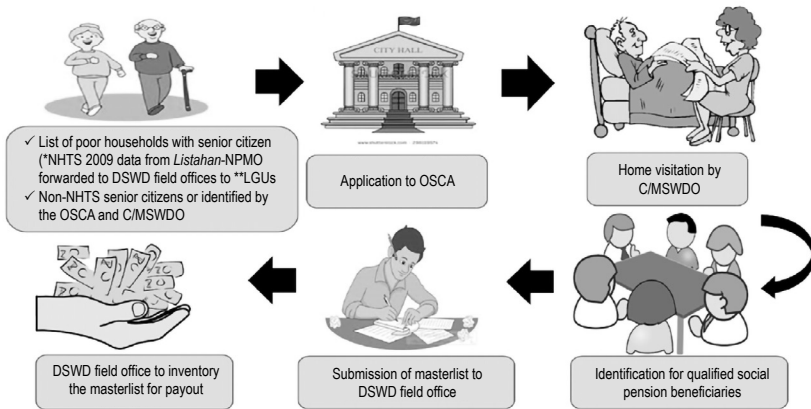 CITY HALL
✓ List of poor households with senior citizen
(*NHTS 2009 data from Listahan-NPMO
forwarded to DSWD field offices to **LGUs
✓ Non-NHTS senior citizens or identified by
the OSCA and C/MSWDO
Application to OSCA
Home visitation by
C/MSWDO
DSWD field office to inventory
the masterlist for payout
Submission of masterlist to
DSWD field office
Identification for qualified social
pension beneficiaries